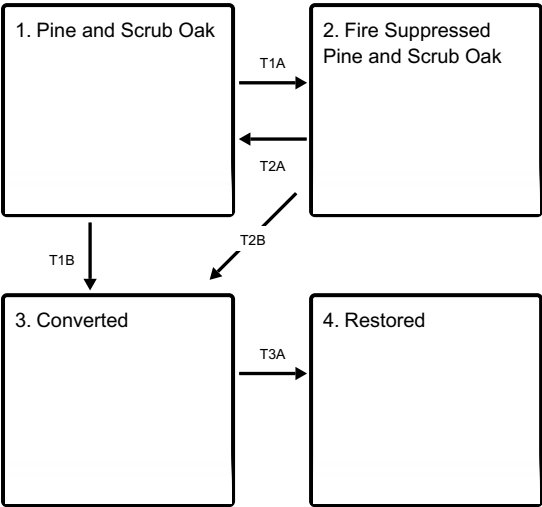 1. Pine and Scrub Oak
2. Fire Suppressed
Pine and Scrub Oak
T1A
T2A
T1B
T2B
3. Converted
4. Restored
T3A